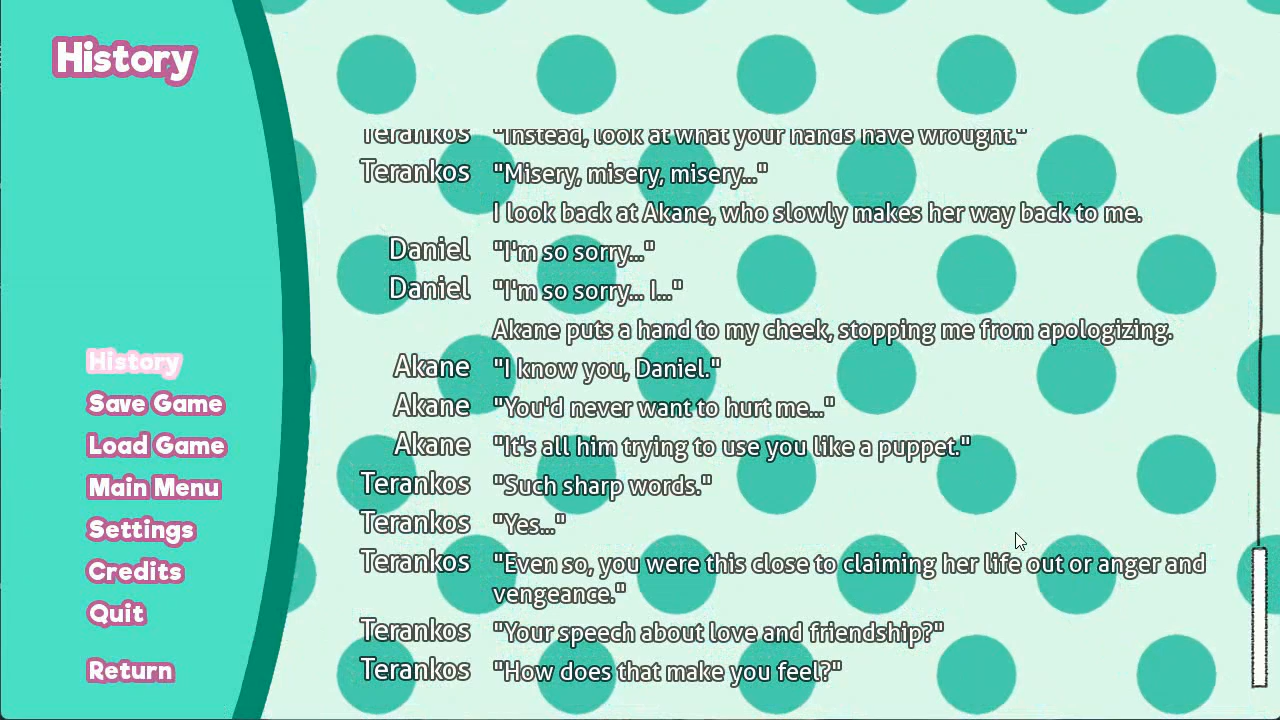 History
Terankos "Instead, look at what your hands have wrought."
Terankos "Misery, misery, misery..."
I look back at Akane, who slowly makes her way back to me.
Daniel "I'm so sorry..."
Daniel "I'm so sorry... I..."
Akane puts a hand to my cheek, stopping me from apologizing.
Akane "I know you, Daniel."
Akane "You'd never want to hurt me..."
Akane "It's all him trying to use you like a puppet."
Terankos "Such sharp words."
Terankos "Yes..."
Terankos "Even so, you were this close to claiming her life out or anger and
vengeance."
Terankos "Your speech about love and friendship?"
Terankos "How does that make you feel?"
History
Save Game
Load Game
Main Menu
Settings
Credits
Quit
Return